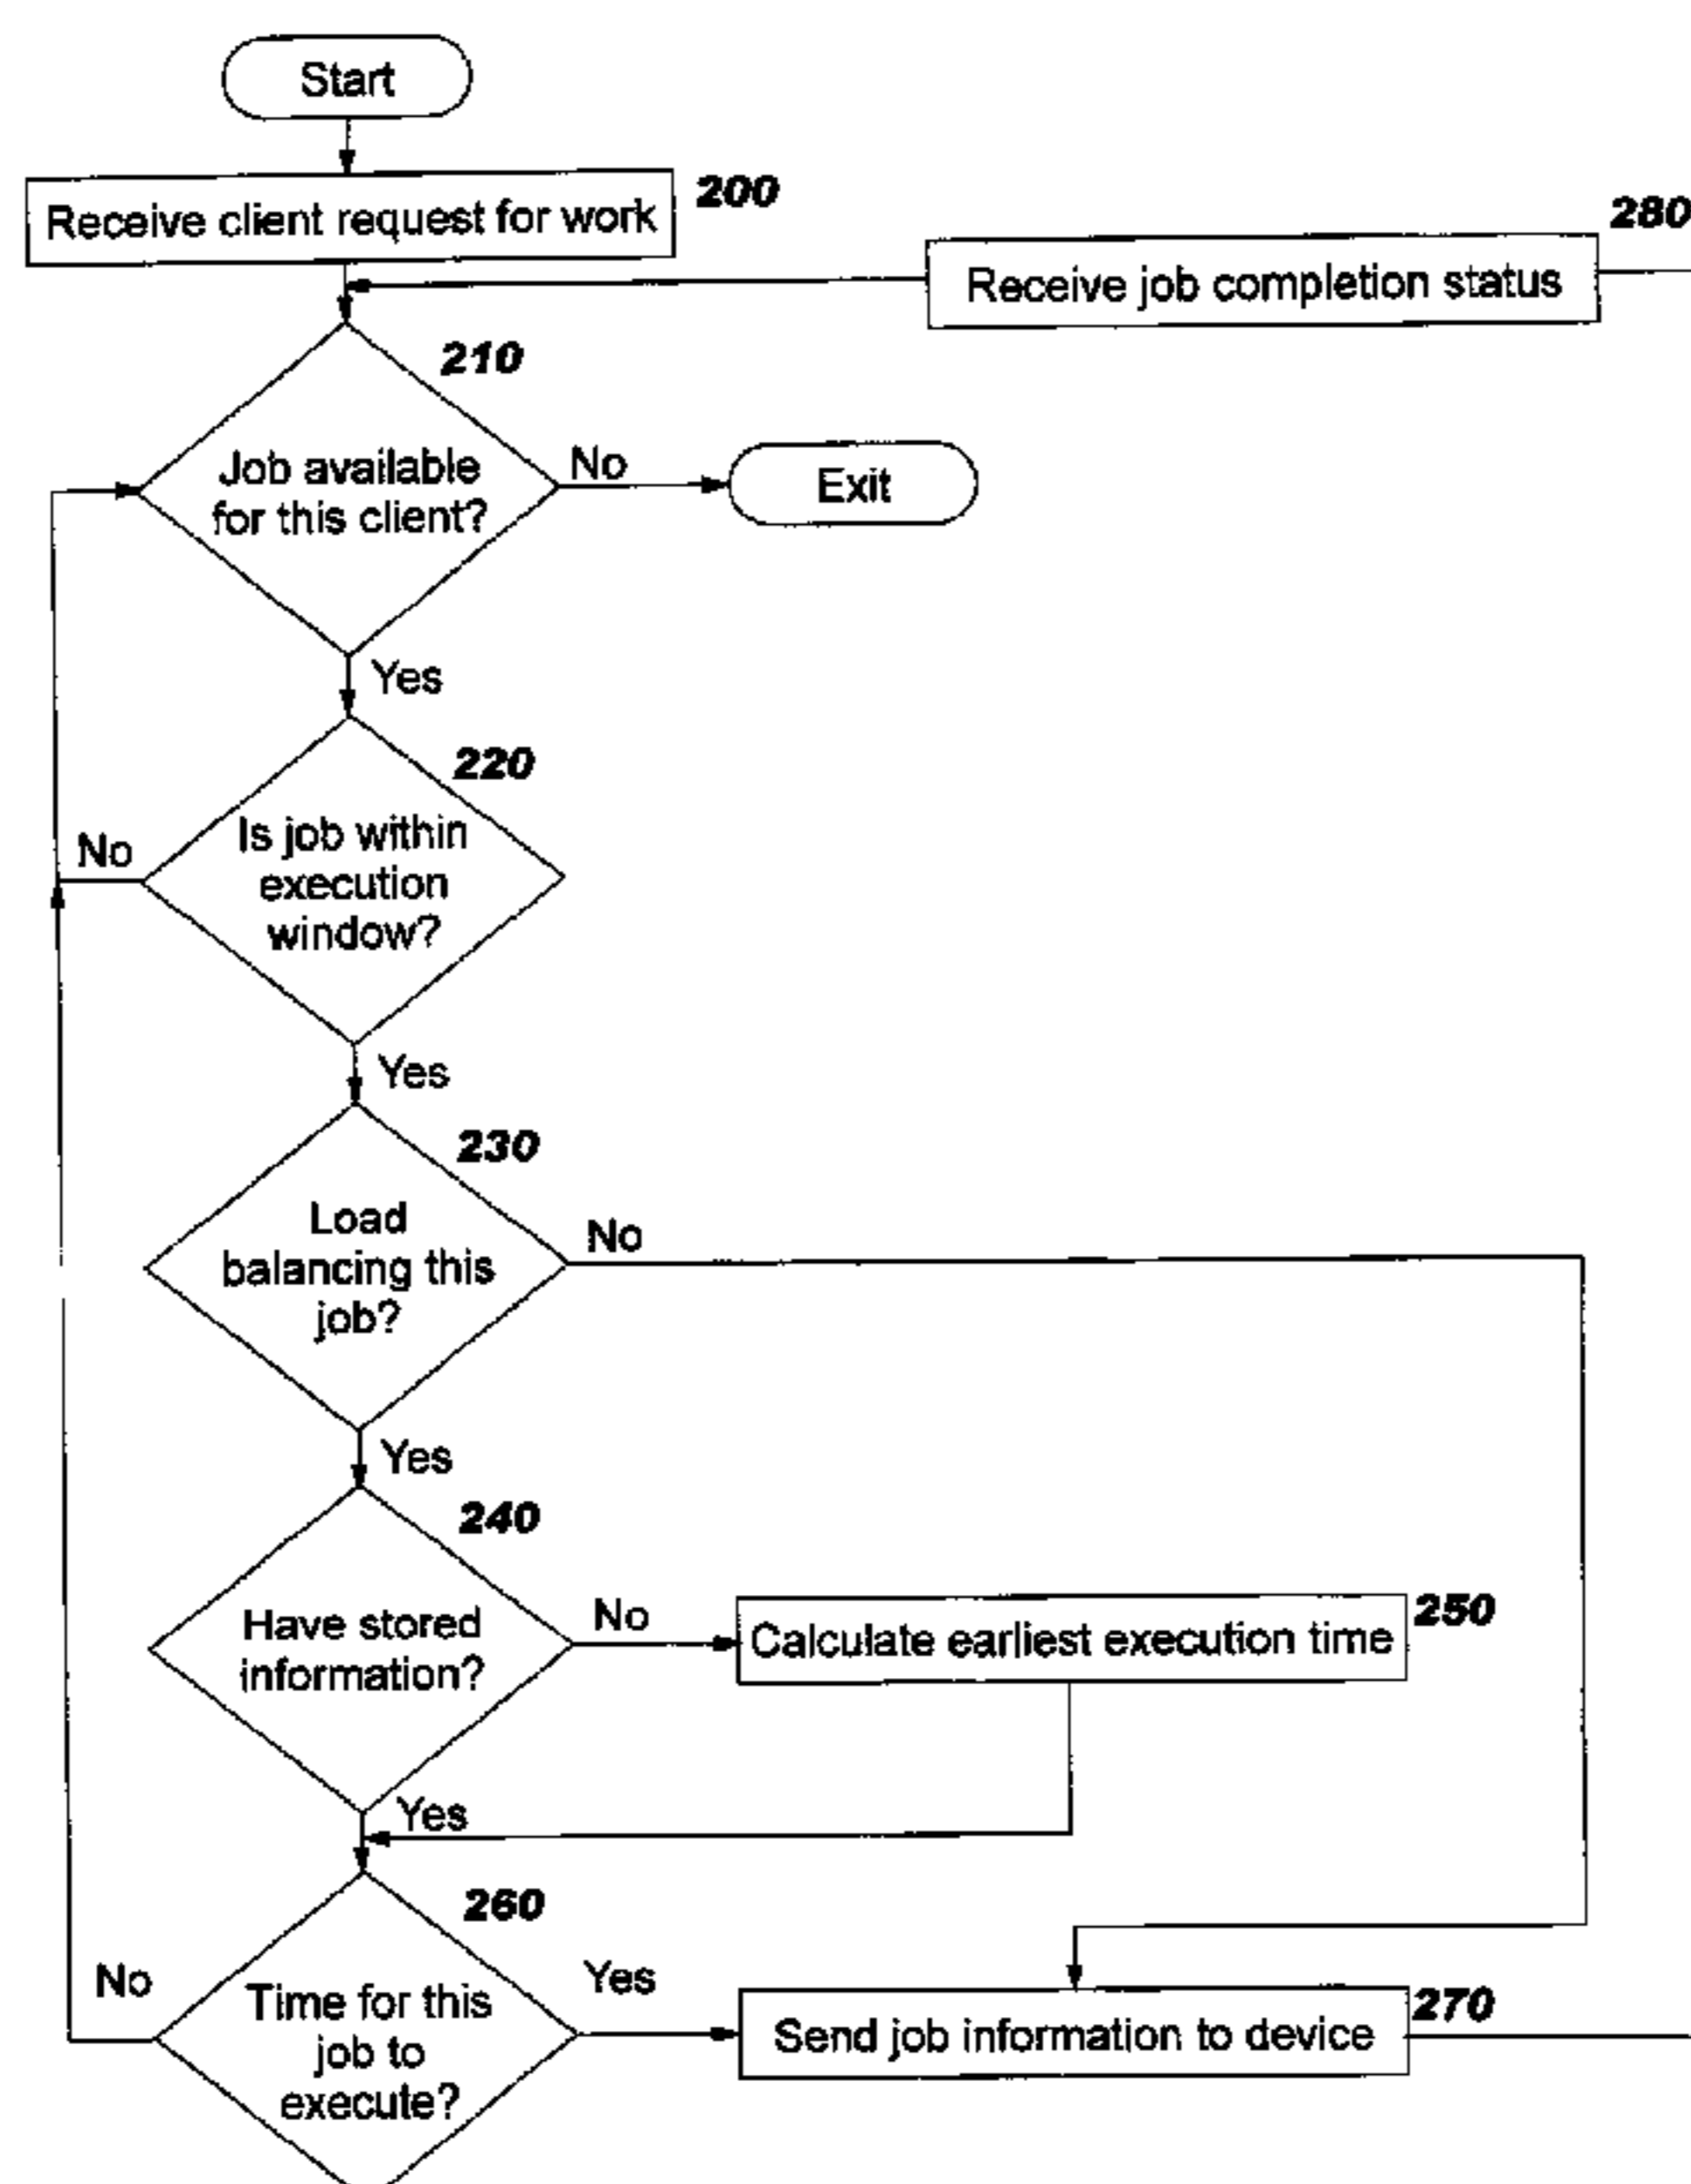 Start
200
Receive client request for work
280
Receive job completion status
210
Job available
for this client?
No
Exit
Yes
220
Is job within
execution
window?
No
Yes
230
Load
balancing this
job?
No
Yes
240
Have stored
information?
No
250
Calculate earliest execution time
Yes
260
Time for this
job to
execute?
No
Yes
270
Send job information to device